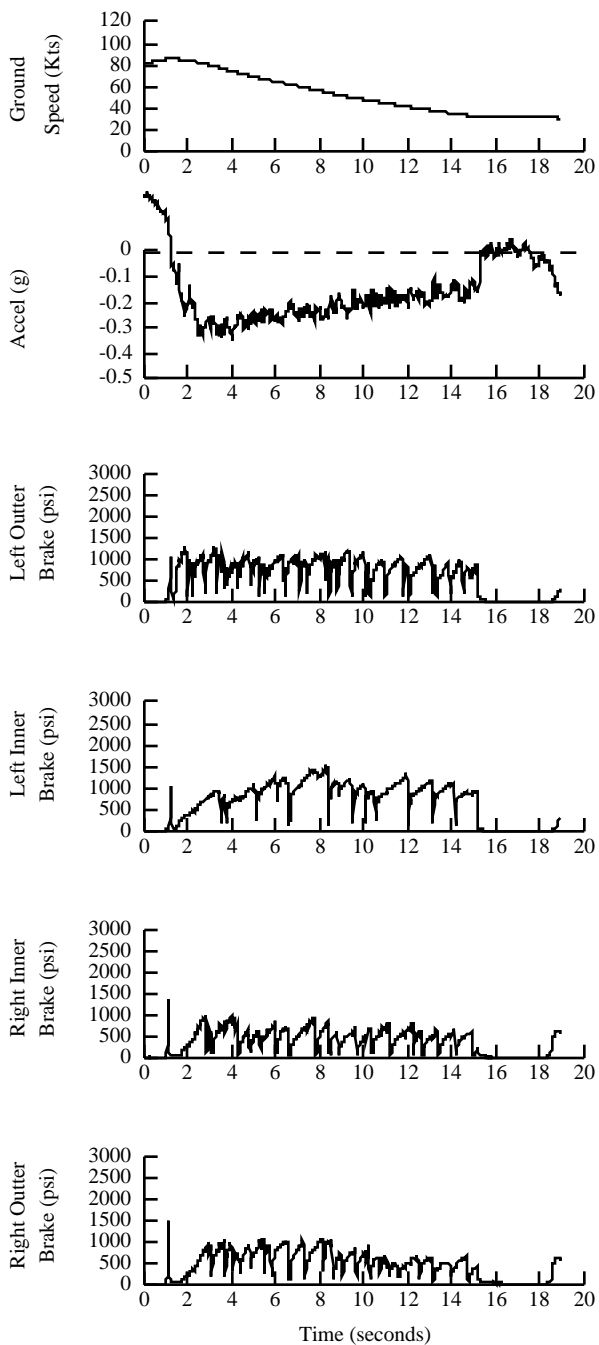 Ground
Speed (Kts)
120
100
80
60
40
20
0
0 2 4 6 8 10 12 14 16 18 20
Accel (g)
0
-0.1
-0.2
-0.3
-0.4
-0.5
0 2 4 6 8 10 12 14 16 18 20
Left Outter
Brake (psi)
3000
2500
2000
1500
1000
500
0
0 2 4 6 8 10 12 14 16 18 20
Left Inner
Brake (psi)
3000
2500
2000
1500
1000
500
0
0 2 4 6 8 10 12 14 16 18 20
Right Inner
Brake (psi)
3000
2500
2000
1500
1000
500
0
0 2 4 6 8 10 12 14 16 18 20
Right Outter
Brake (psi)
3000
2500
2000
1500
1000
500
0
0 2 4 6 8 10 12 14 16 18 20
Time (seconds)